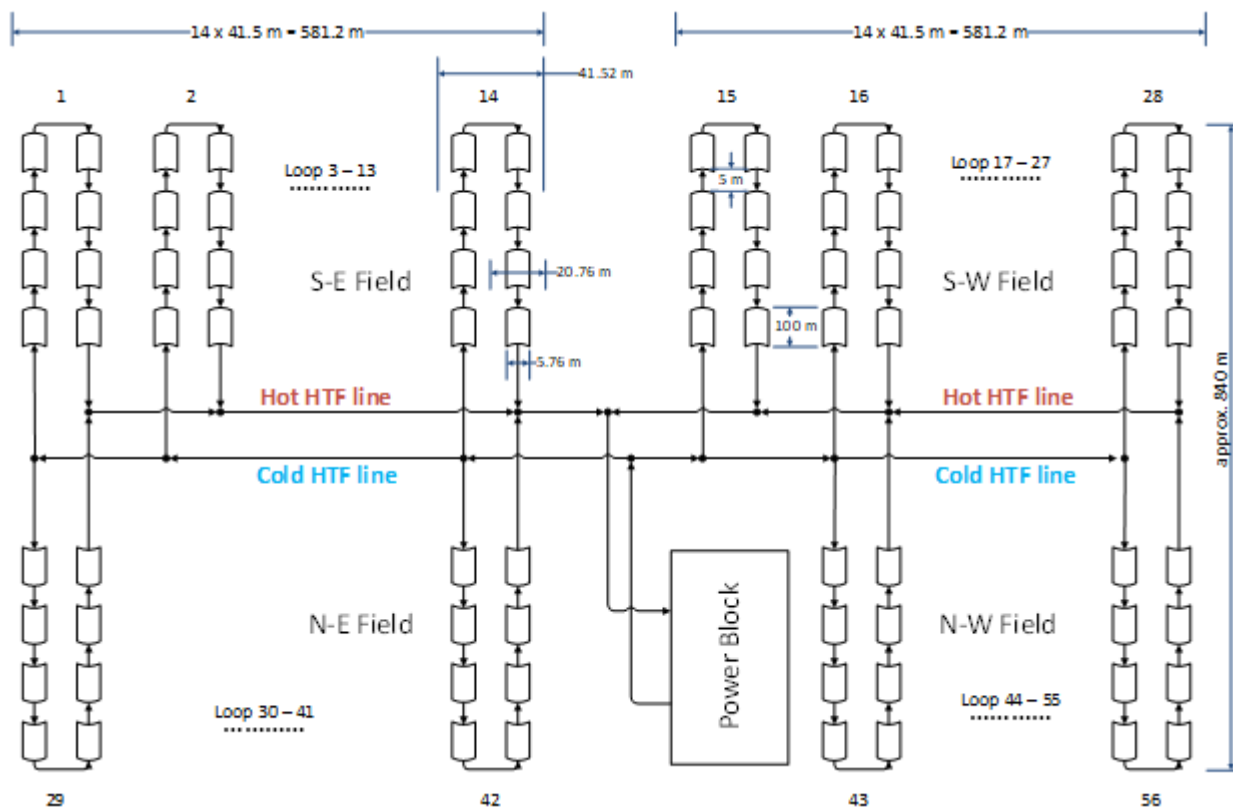 14 x 41.5 m = 581.2 m
14 x 41.5 m = 581.2 m
41.52 m
1
2
14
15
16
28
Loop 3 – 13
Loop 17 – 27
5 m
S-E Field
20.76 m
S-W Field
100 m
5.76 m
Hot HTF line
Hot HTF line
approx. 840 m
Cold HTF line
Cold HTF line
Power Block
N-E Field
N-W Field
Loop 30 – 41
Loop 44 – 55
29
42
43
56